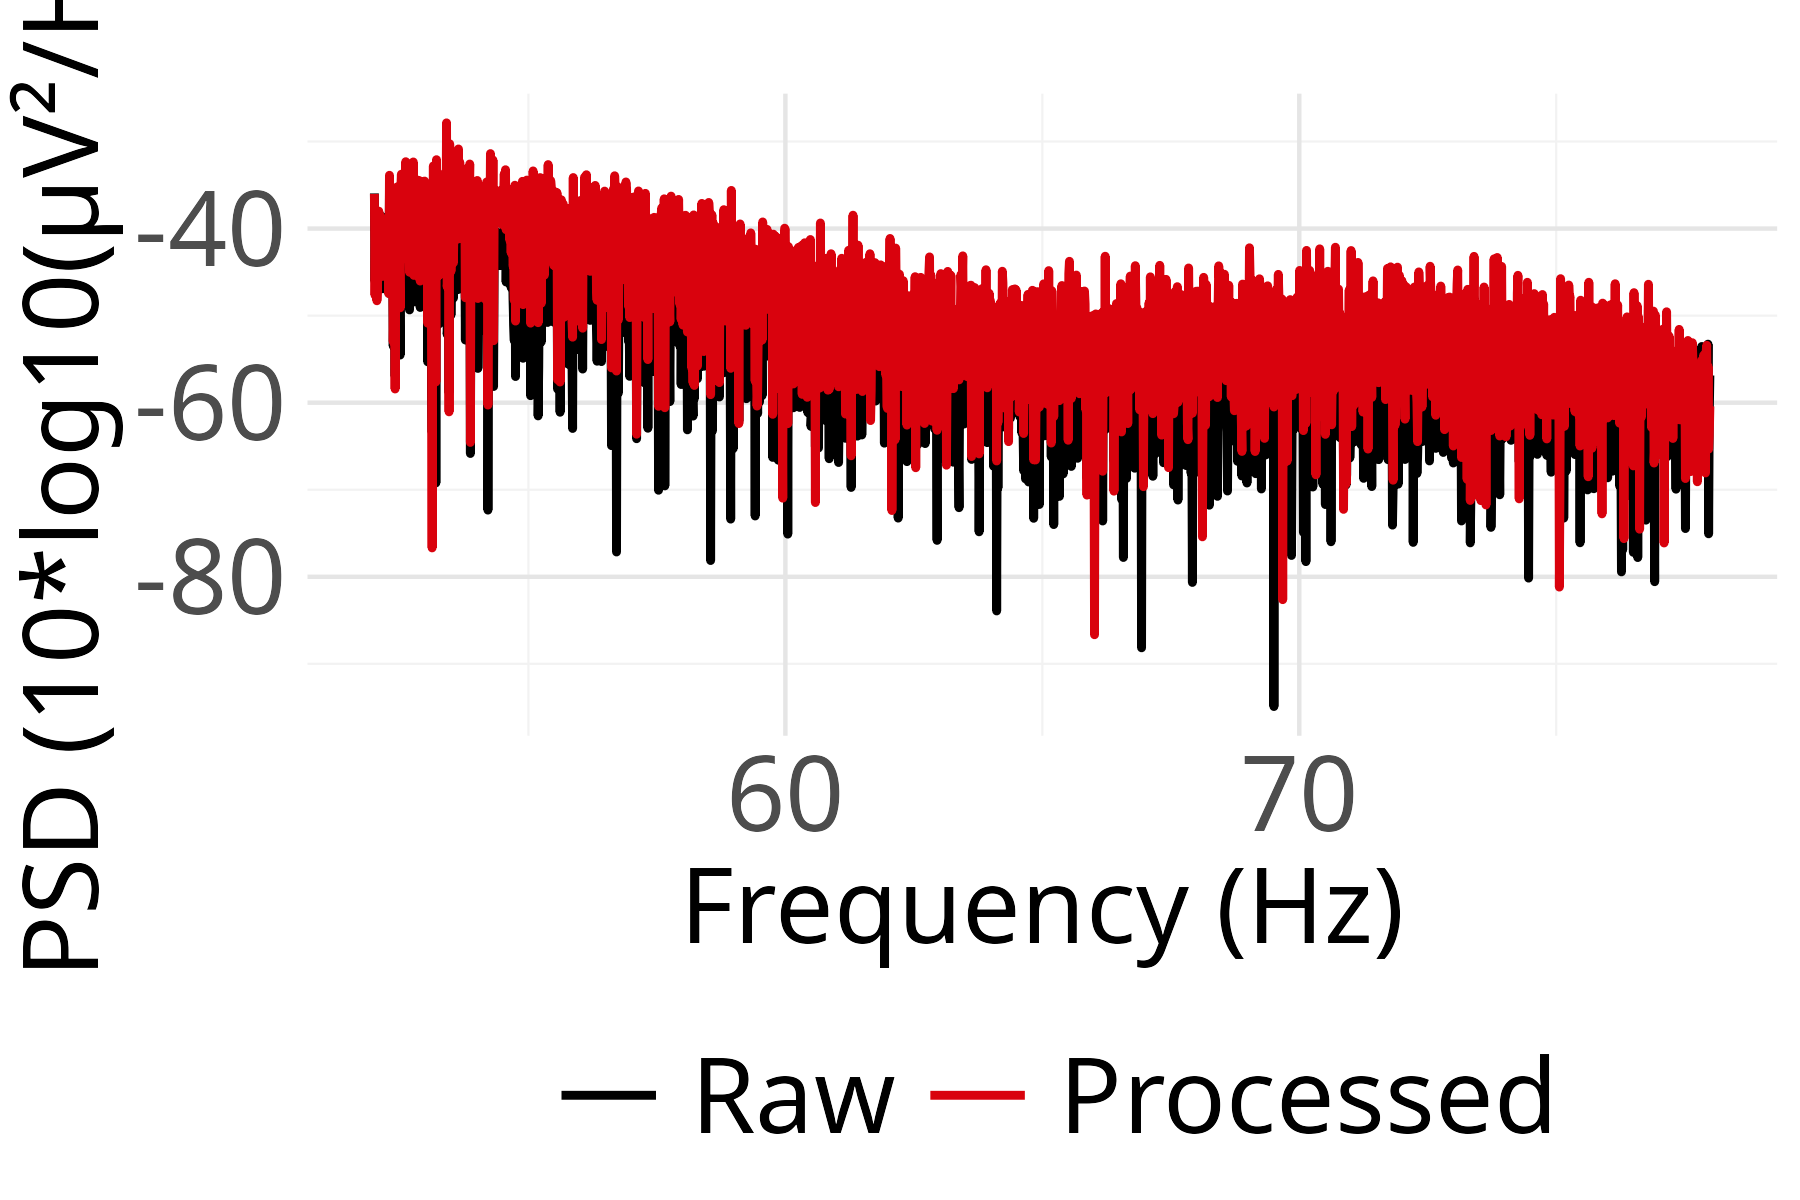 PSD (10*log10(µV²/H
-40
-60
-80
60
70
Frequency (Hz)
Raw
Processed